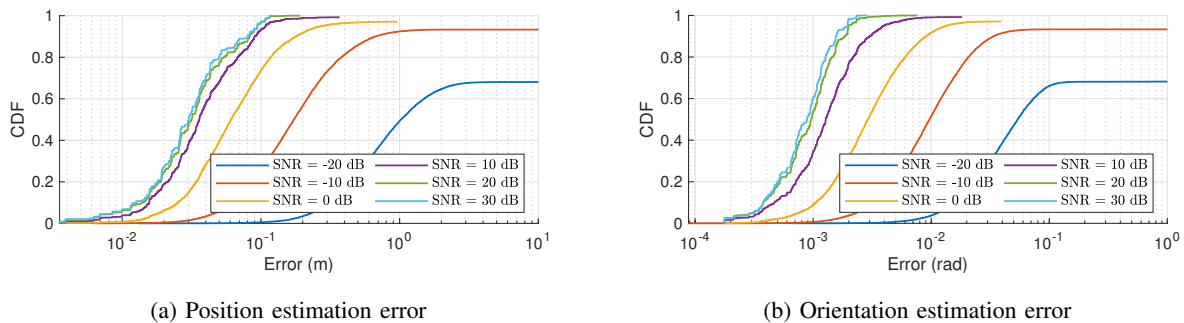 1
0.8
0.6
0.4
0.2
0
CDF
SNR = -20 dB
SNR = -10 dB
SNR = 0 dB
SNR = 10 dB
SNR = 20 dB
SNR = 30 dB
10^-2
10^-1
10^0
10^1
Error (m)
(a) Position estimation error
1
0.8
0.6
0.4
0.2
0
CDF
SNR = -20 dB
SNR = -10 dB
SNR = 0 dB
SNR = 10 dB
SNR = 20 dB
SNR = 30 dB
10^-4
10^-3
10^-2
10^-1
10^0
Error (rad)
(b) Orientation estimation error